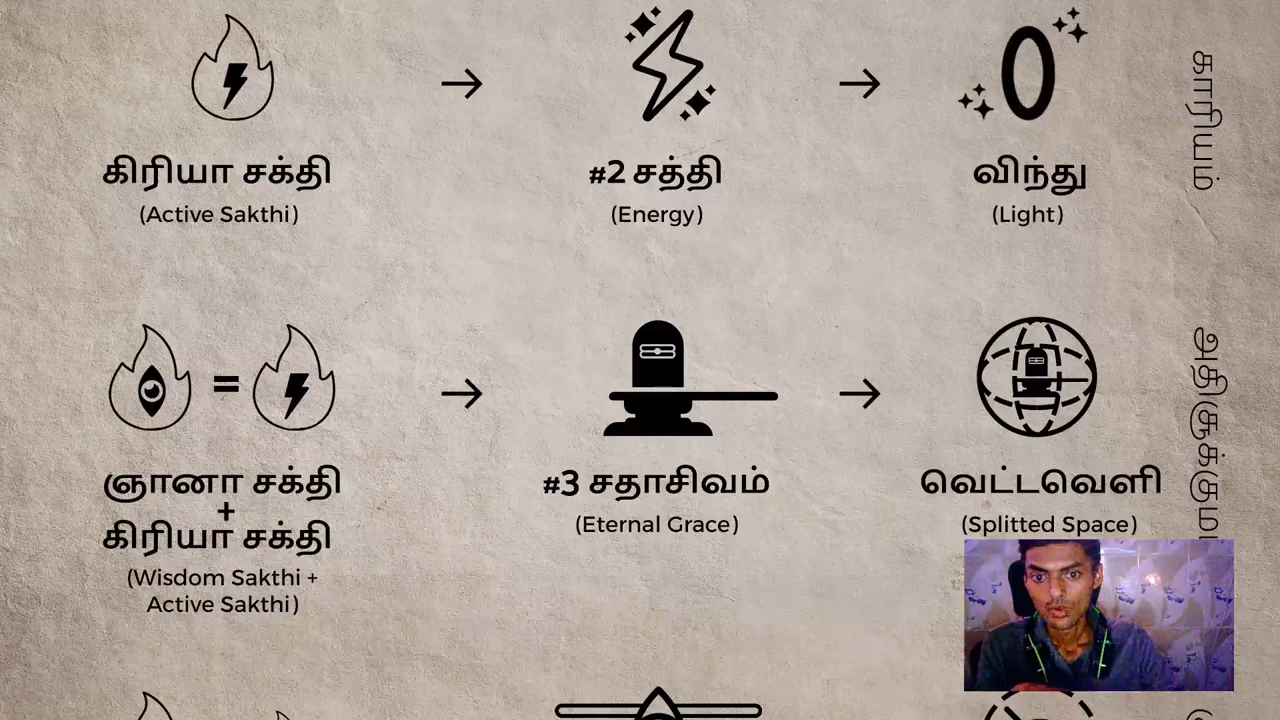 கிரியா சக்தி
(Active Sakthi)
#2 சத்தி
(Energy)
விந்து
(Light)
காரியம்
ஞானா சக்தி
+
கிரியா சக்தி
(Wisdom Sakthi +
Active Sakthi)
=
#3 சதாசிவம்
(Eternal Grace)
வெட்டவெளி
(Splitted Space)